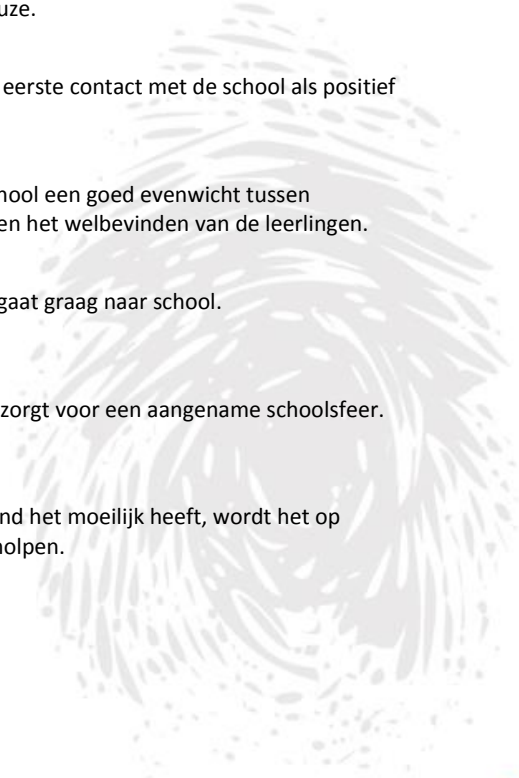 uze.
eerste contact met de school als positief
hool een goed evenwicht tussen
en het welbevinden van de leerlingen.
gaat graag naar school.
zorgt voor een aangename schoolsfeer.
nd het moeilijk heeft, wordt het op
holpen.